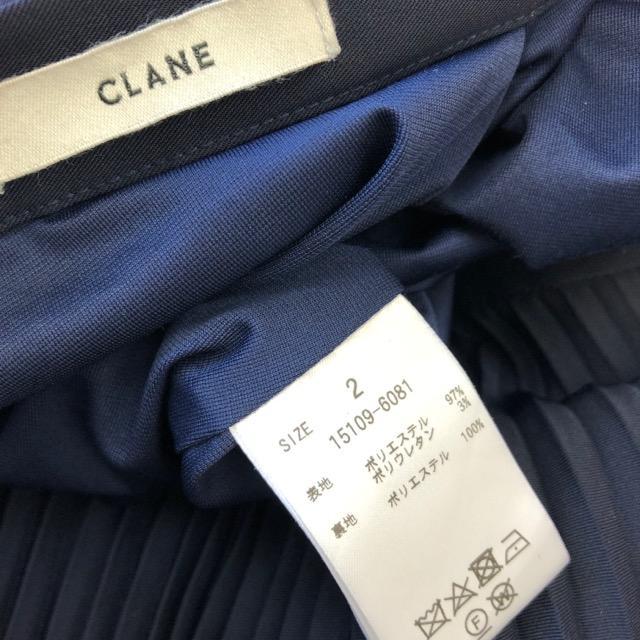 CLANE
SIZE 2
15109-6081
表地 ポリエステル 97%
ポリウレタン 3%
裏地 ポリエステル 100%
F W